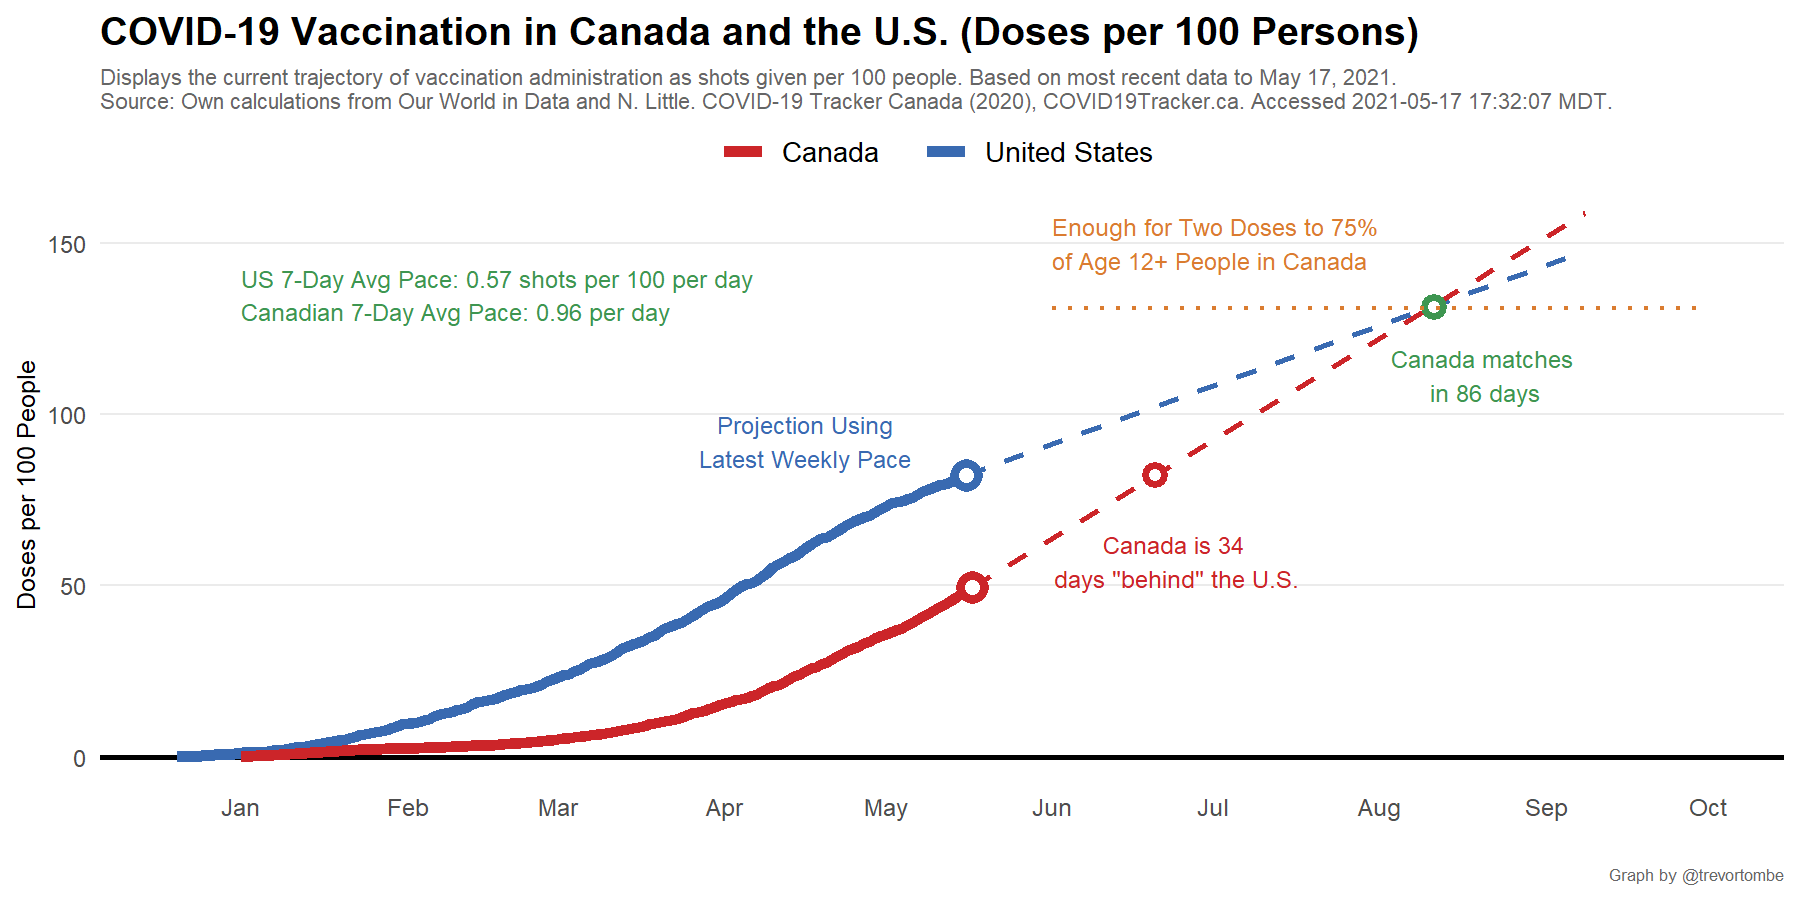 COVID-19 Vaccination in Canada and the U.S. (Doses per 100 Persons)
Displays the current trajectory of vaccination administration as shots given per 100 people. Based on most recent data to May 17, 2021.
Source: Own calculations from Our World in Data and N. Little. COVID-19 Tracker Canada (2020), COVID19Tracker.ca. Accessed 2021-05-17 17:32:07 MDT.
Canada United States
Enough for Two Doses to 75%
of Age 12+ People in Canada
150
US 7-Day Avg Pace: 0.57 shots per 100 per day
Canadian 7-Day Avg Pace: 0.96 per day
Canada matches
in 86 days
100
Projection Using
Latest Weekly Pace
Doses per 100 People
Canada is 34
days "behind" the U.S.
50
0
Jan Feb Mar Apr May Jun Jul Aug Sep Oct
Graph by @trevortombe